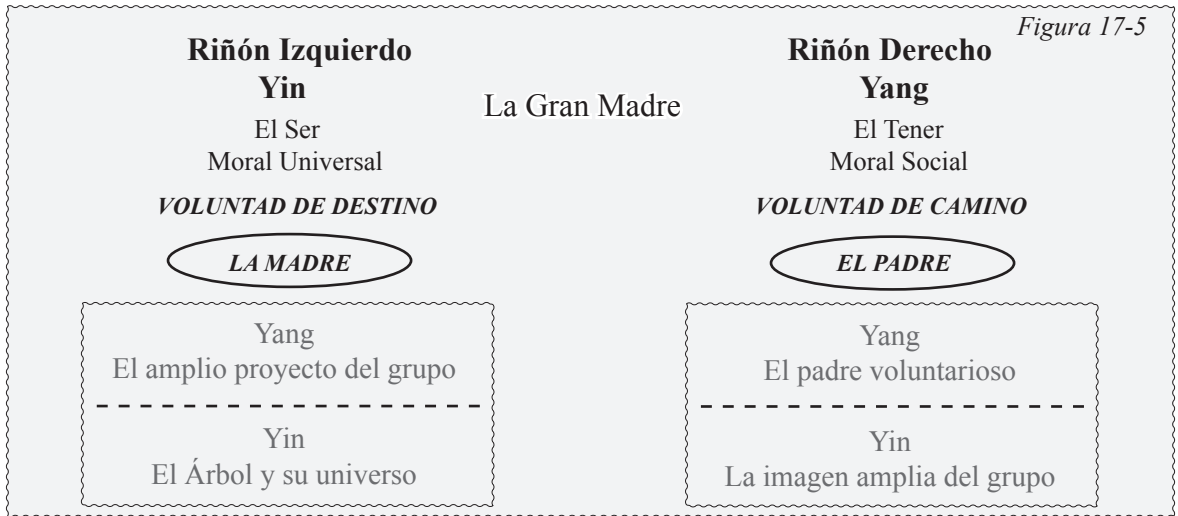 Figura 17-5
Riñón Izquierdo
Yin
El Ser
Moral Universal
VOLUNTAD DE DESTINO
LA MADRE
Yang
El amplio proyecto del grupo
Yin
El Árbol y su universo
La Gran Madre
Riñón Derecho
Yang
El Tener
Moral Social
VOLUNTAD DE CAMINO
EL PADRE
Yang
El padre voluntarioso
Yin
La imagen amplia del grupo